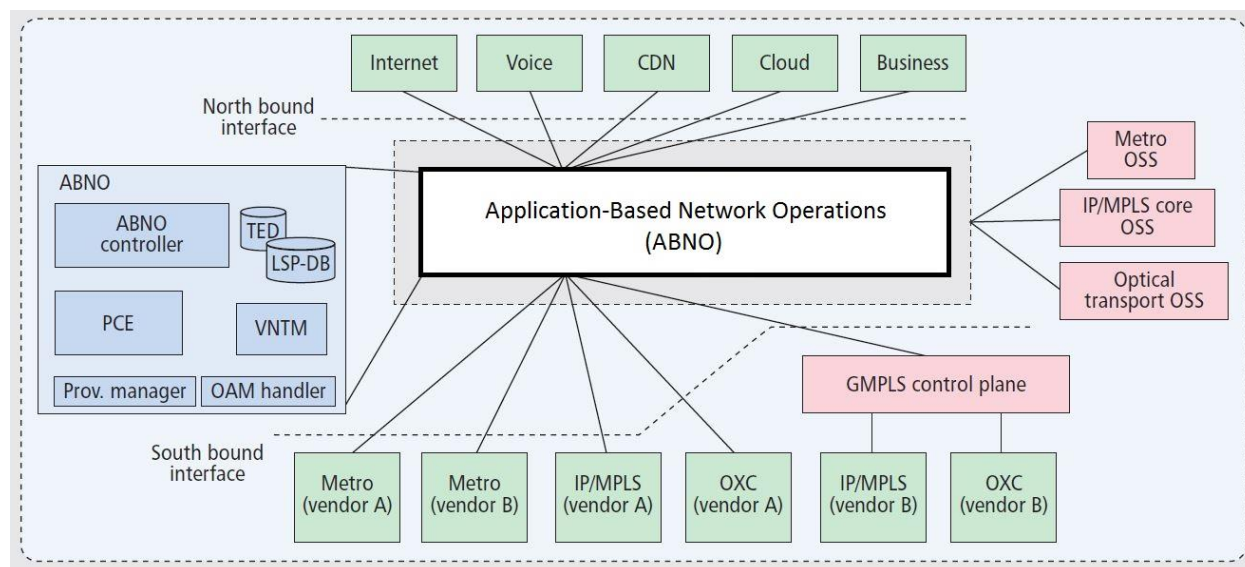 Internet
Voice
CDN
Cloud
Business
North bound
interface
Metro
OSS
IP/MPLS core
OSS
Optical
transport OSS
Application-Based Network Operations
(ABNO)
ABNO
ABNO
controller
TED
LSP-DB
PCE
VNTM
Prov. manager
OAM handler
GMPLS control plane
South bound
interface
Metro
(vendor A)
Metro
(vendor B)
IP/MPLS
(vendor A)
OXC
(vendor A)
IP/MPLS
(vendor B)
OXC
(vendor B)